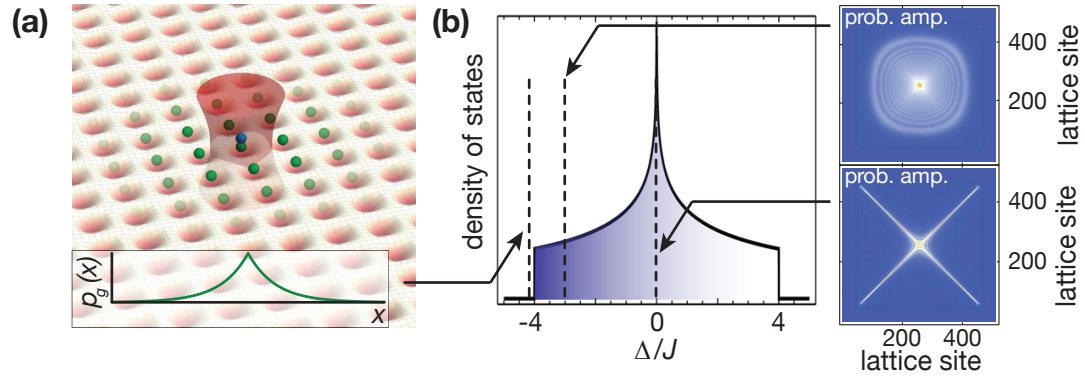 (a)
p_g(x)
x
(b)
density of states
-4
0
4
Δ/J
prob. amp.
400
200
lattice site
prob. amp.
400
200
lattice site
200
400
lattice site